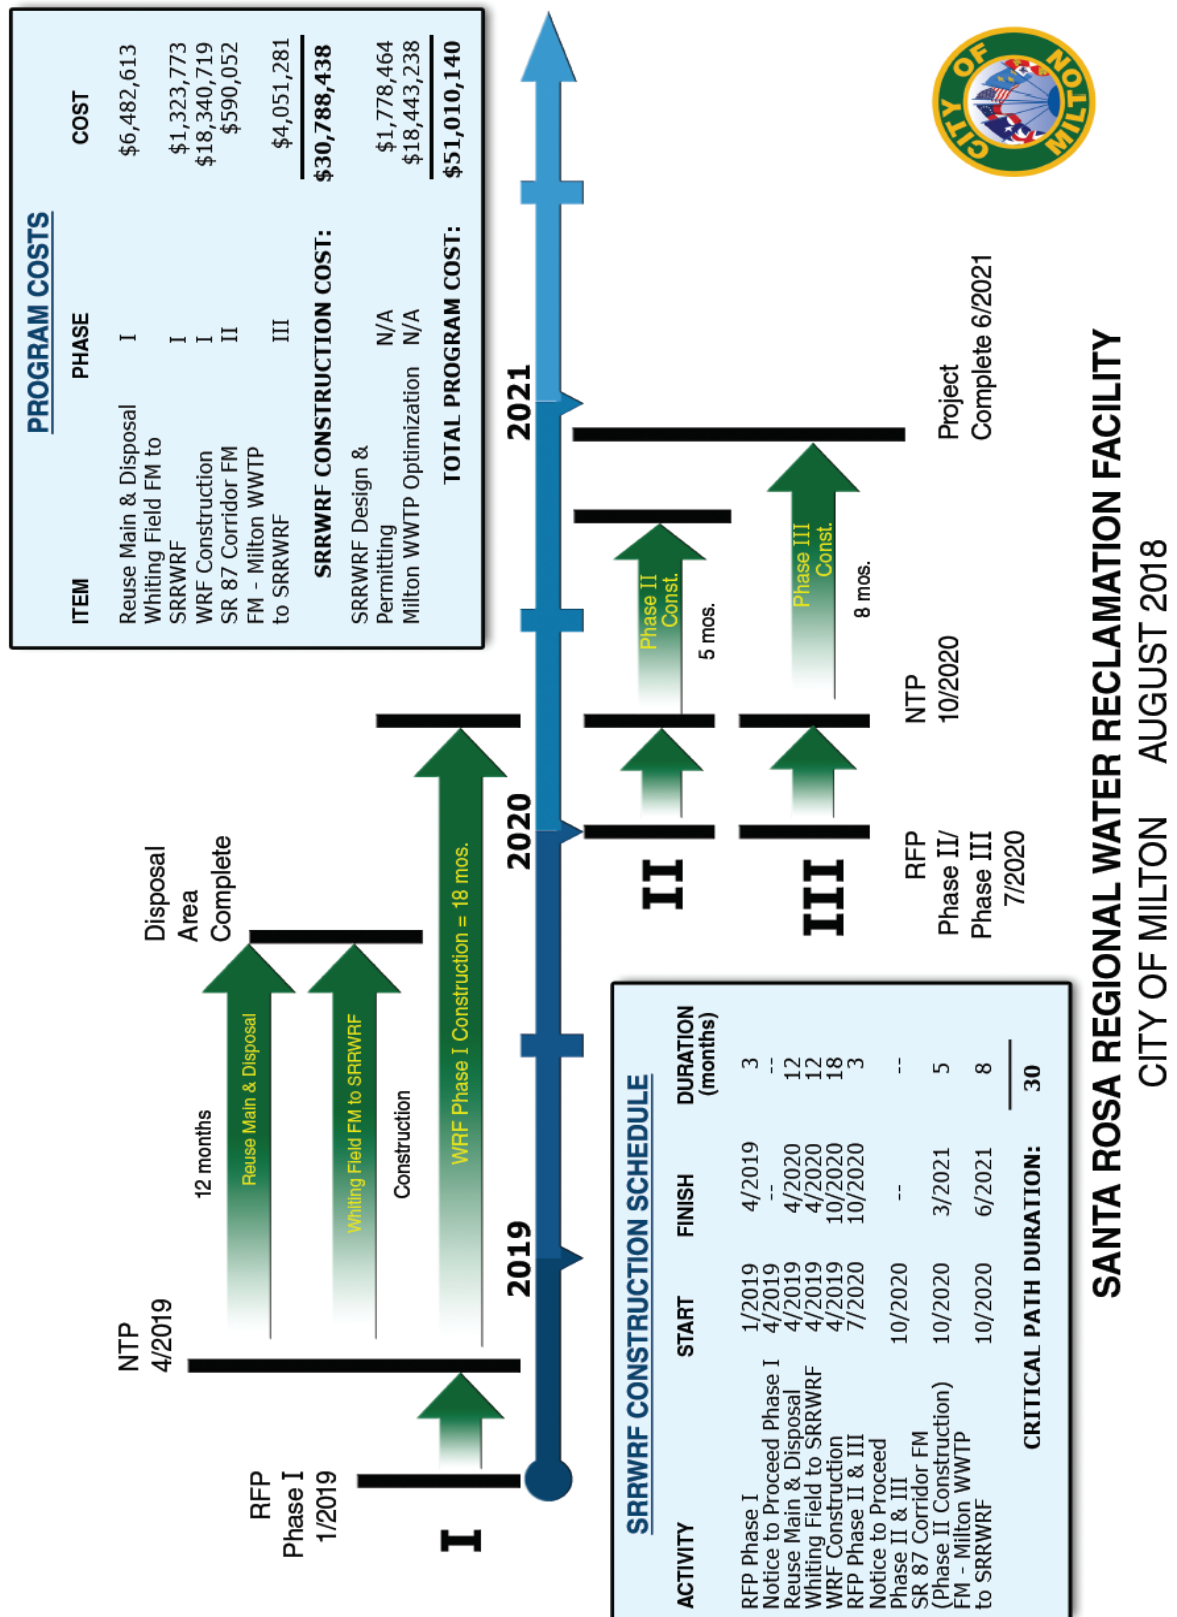 PROGRAM COSTS
ITEM PHASE COST
Reuse Main & Disposal I $6,482,613
Whiting Field FM to
SRRWRF I $1,323,773
WRF Construction I $18,340,719
SR 87 Corridor FM II $590,052
FM - Milton WWTP
to SRRWRF III $4,051,281
SRRWRF CONSTRUCTION COST: $30,788,438
SRRWRF Design &
Permitting N/A $1,778,464
Milton WWTP Optimization N/A $18,443,238
TOTAL PROGRAM COST: $51,010,140
NTP
4/2019
12 months
Reuse Main & Disposal
Disposal
Area
Complete
Whiting Field FM to SRRWRF
Construction
RFP
Phase I
1/2019
WRF Phase I Construction = 18 mos.
I
2019
2020
2021
II
Phase II
Const.
5 mos.
III
Phase III
Const.
8 mos.
RFP
Phase II/
Phase III
7/2020
NTP
10/2020
Project
Complete 6/2021
CITY OF MILTON
SRRWRF CONSTRUCTION SCHEDULE
ACTIVITY START FINISH DURATION
(months)
RFP Phase I 1/2019 4/2019 3
Notice to Proceed Phase I 4/2019 -- --
Reuse Main & Disposal 4/2019 4/2020 12
Whiting Field to SRRWRF 4/2019 4/2020 12
WRF Construction 4/2019 10/2020 18
RFP Phase II & III 7/2020 10/2020 3
Notice to Proceed
Phase II & III 10/2020 -- --
SR 87 Corridor FM
(Phase II Construction) 10/2020 3/2021 5
FM - Milton WWTP
to SRRWRF 10/2020 6/2021 8
CRITICAL PATH DURATION: 30
SANTA ROSA REGIONAL WATER RECLAMATION FACILITY
CITY OF MILTON AUGUST 2018